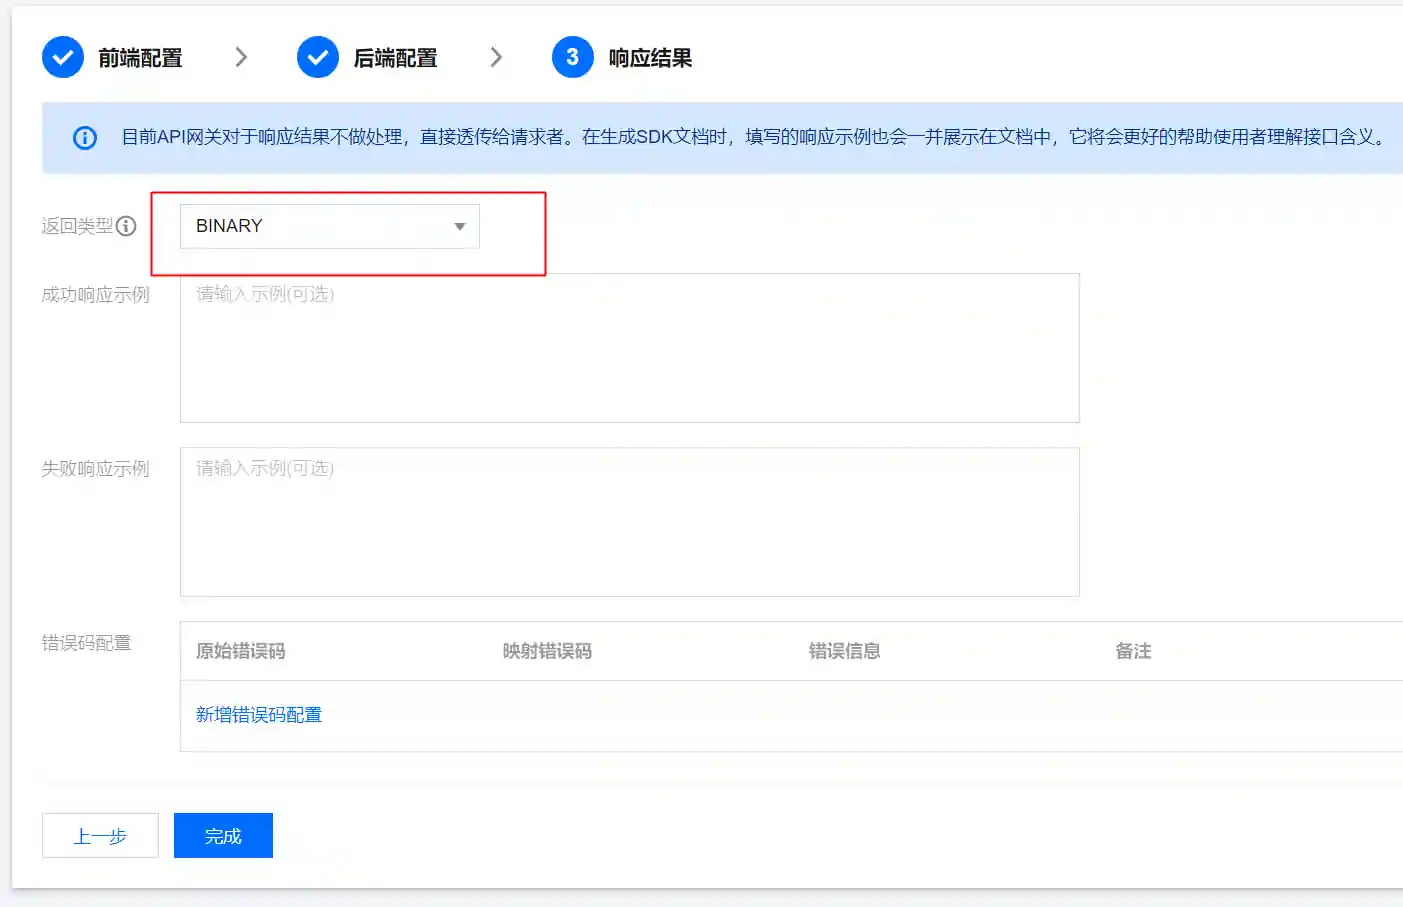 前端配置
后端配置
3 响应结果
目前API网关对于响应结果不做处理，直接透传给请求者。在生成SDK文档时，填写的响应示例也会一并展示在文档中，它将会更好的帮助使用者理解接口含义。
返回类型 BINARY
成功响应示例 请输入示例(可选)
失败响应示例 请输入示例(可选)
错误码配置 原始错误码 映射错误码 错误信息 备注
新增错误码配置
上一步 完成